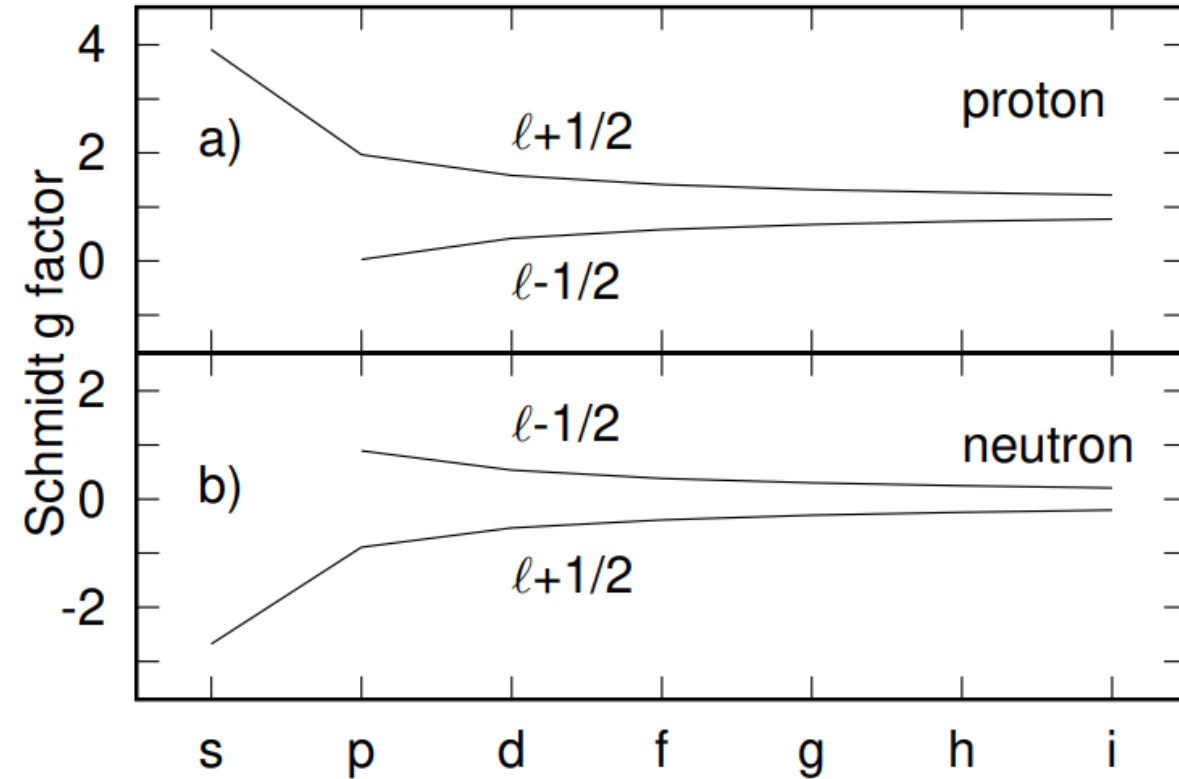 Schmidt g factor
4
2
0
a)
ℓ+1/2
ℓ-1/2
proton
2
0
-2
b)
ℓ-1/2
ℓ+1/2
neutron
s p d f g h i